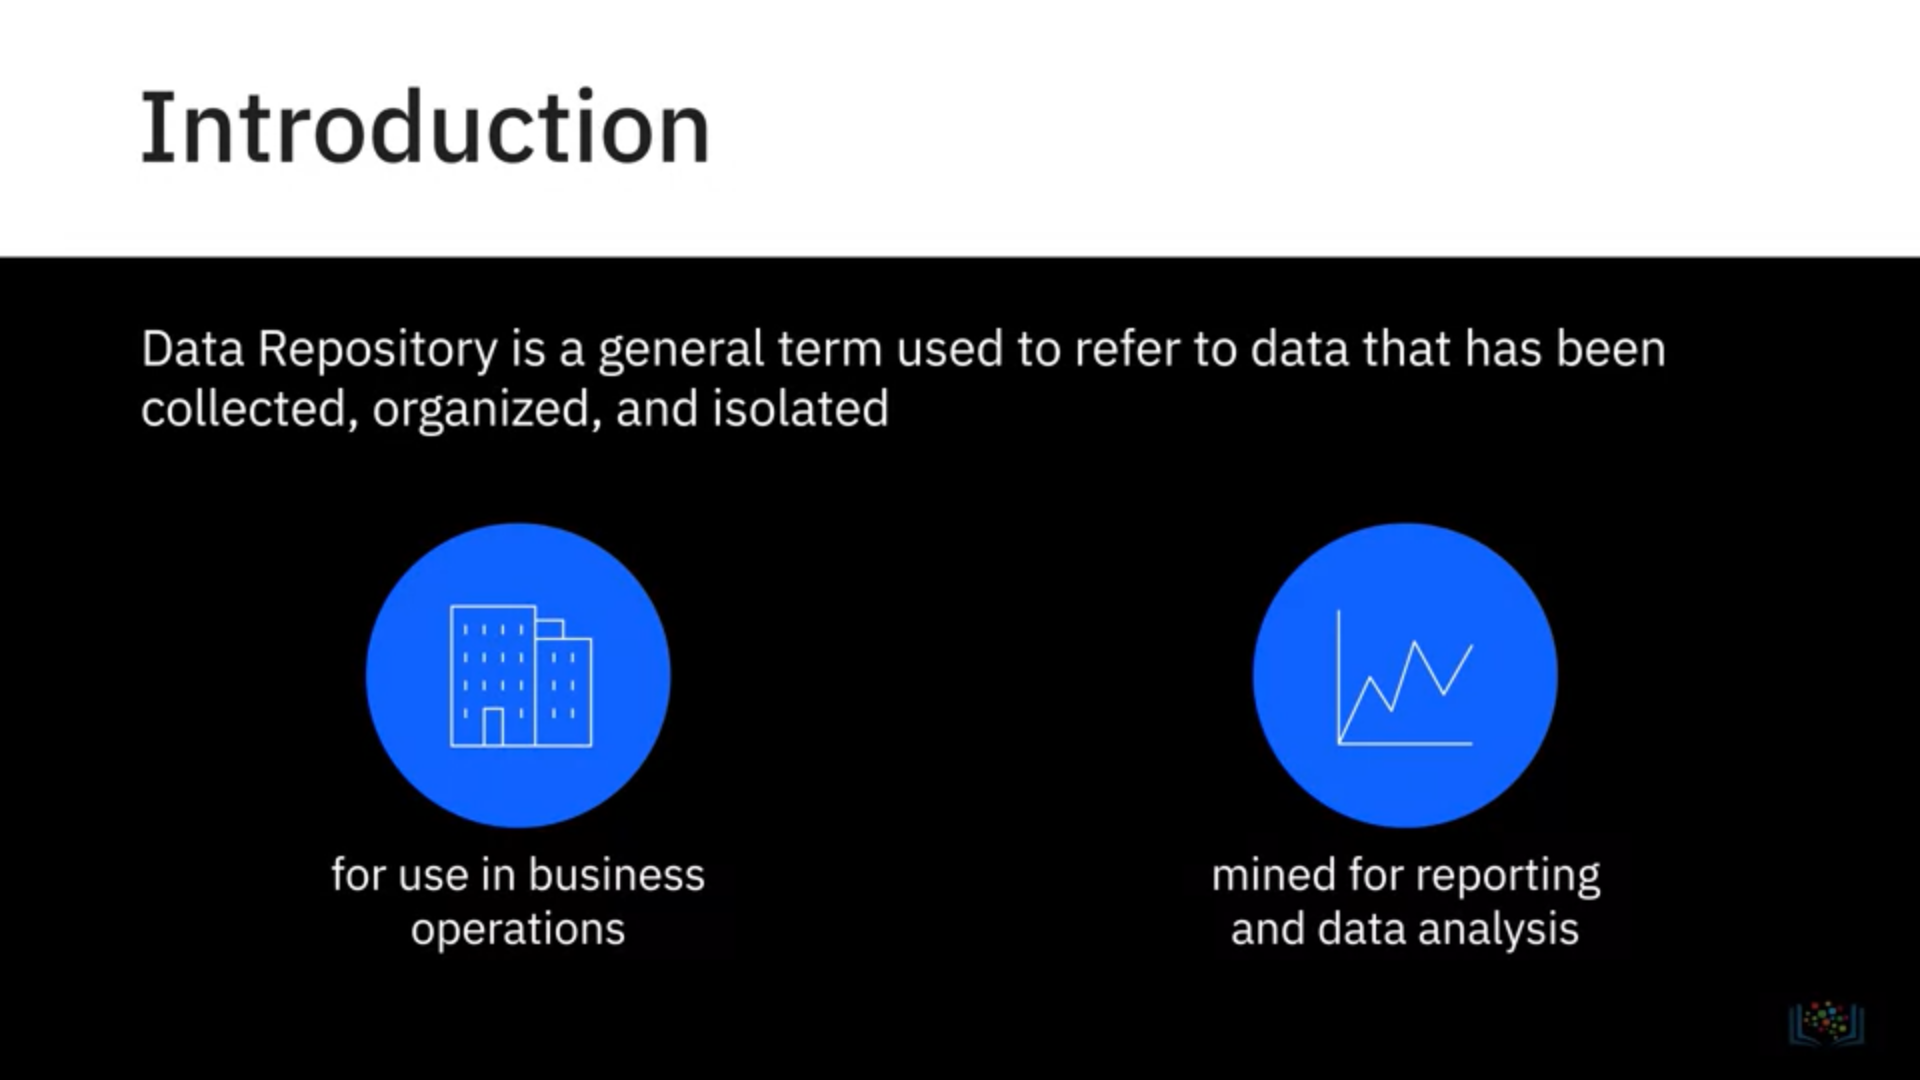 Introduction
Data Repository is a general term used to refer to data that has been
collected, organized, and isolated
for use in business
operations
mined for reporting
and data analysis